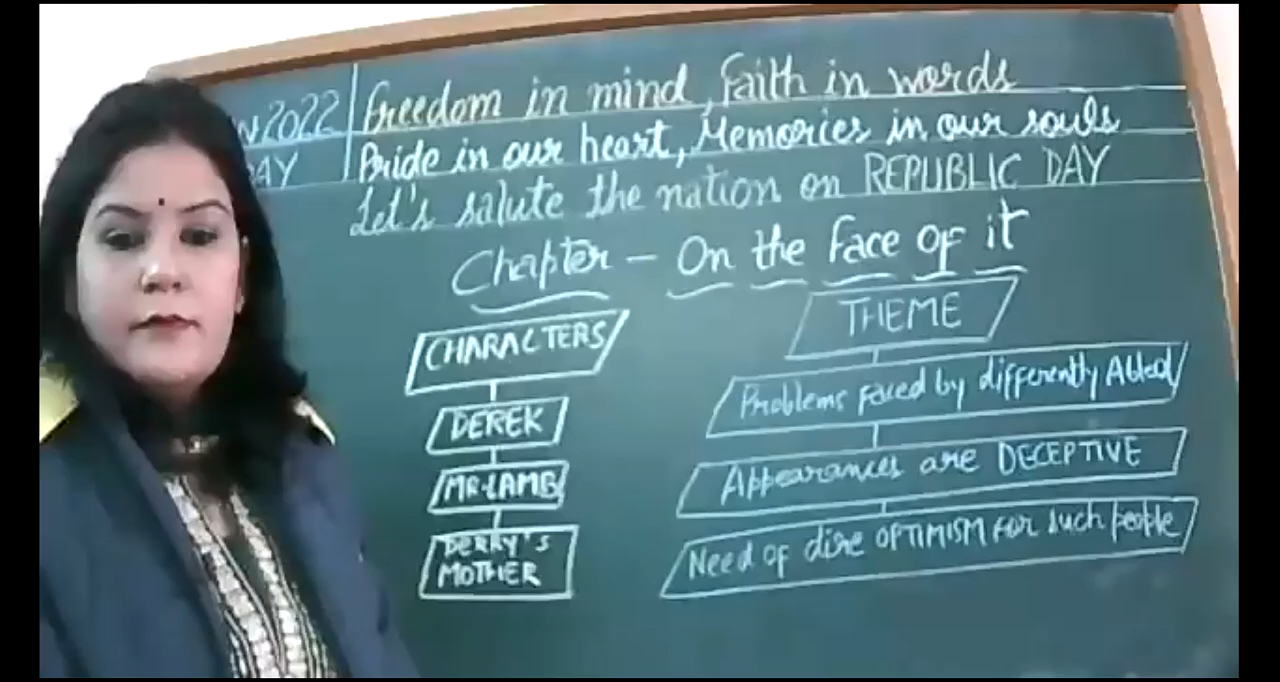 N 2022
DAY
Freedom in mind, Faith in words
Pride in our heart, Memories in our souls
Let's salute the nation on REPUBLIC DAY
Chapter - On the Face of it
CHARACTERS
DEREK
MR.LAMB
DERRY'S
MOTHER
THEME
Problems faced by differently Abled
Appearances are DECEPTIVE
Need of dire OPTIMISM FOR such people